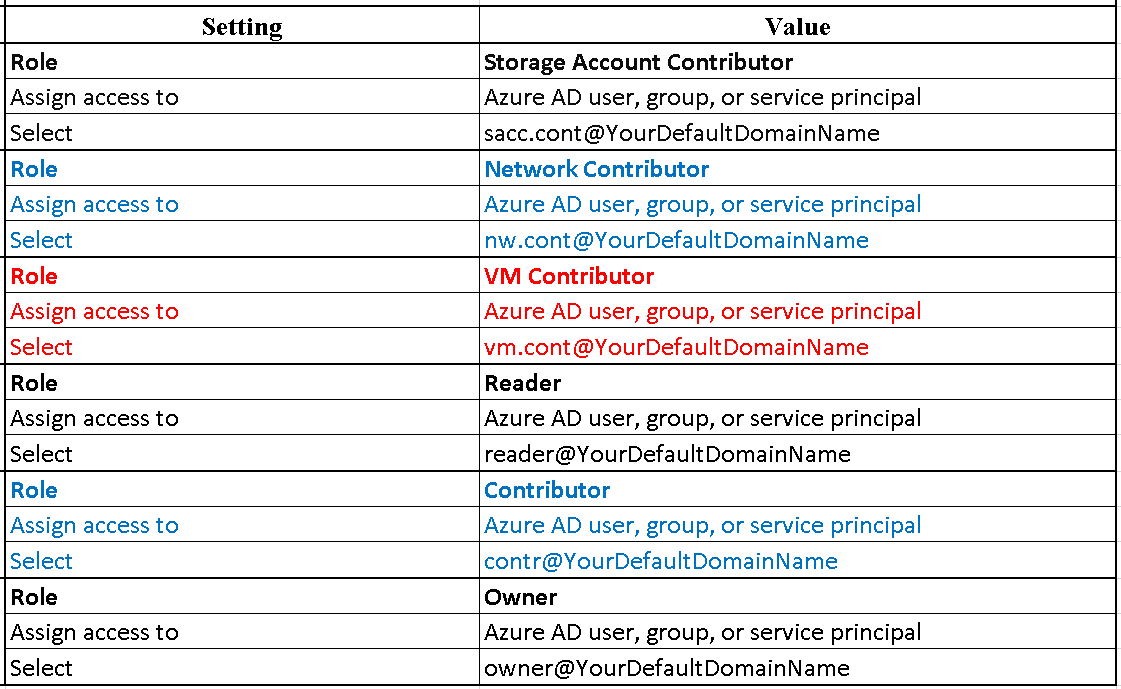 Setting Value
Role Storage Account Contributor
Assign access to Azure AD user, group, or service principal
Select sacc.cont@YourDefaultDomainName
Role Network Contributor
Assign access to Azure AD user, group, or service principal
Select nw.cont@YourDefaultDomainName
Role VM Contributor
Assign access to Azure AD user, group, or service principal
Select vm.cont@YourDefaultDomainName
Role Reader
Assign access to Azure AD user, group, or service principal
Select reader@YourDefaultDomainName
Role Contributor
Assign access to Azure AD user, group, or service principal
Select contr@YourDefaultDomainName
Role Owner
Assign access to Azure AD user, group, or service principal
Select owner@YourDefaultDomainName